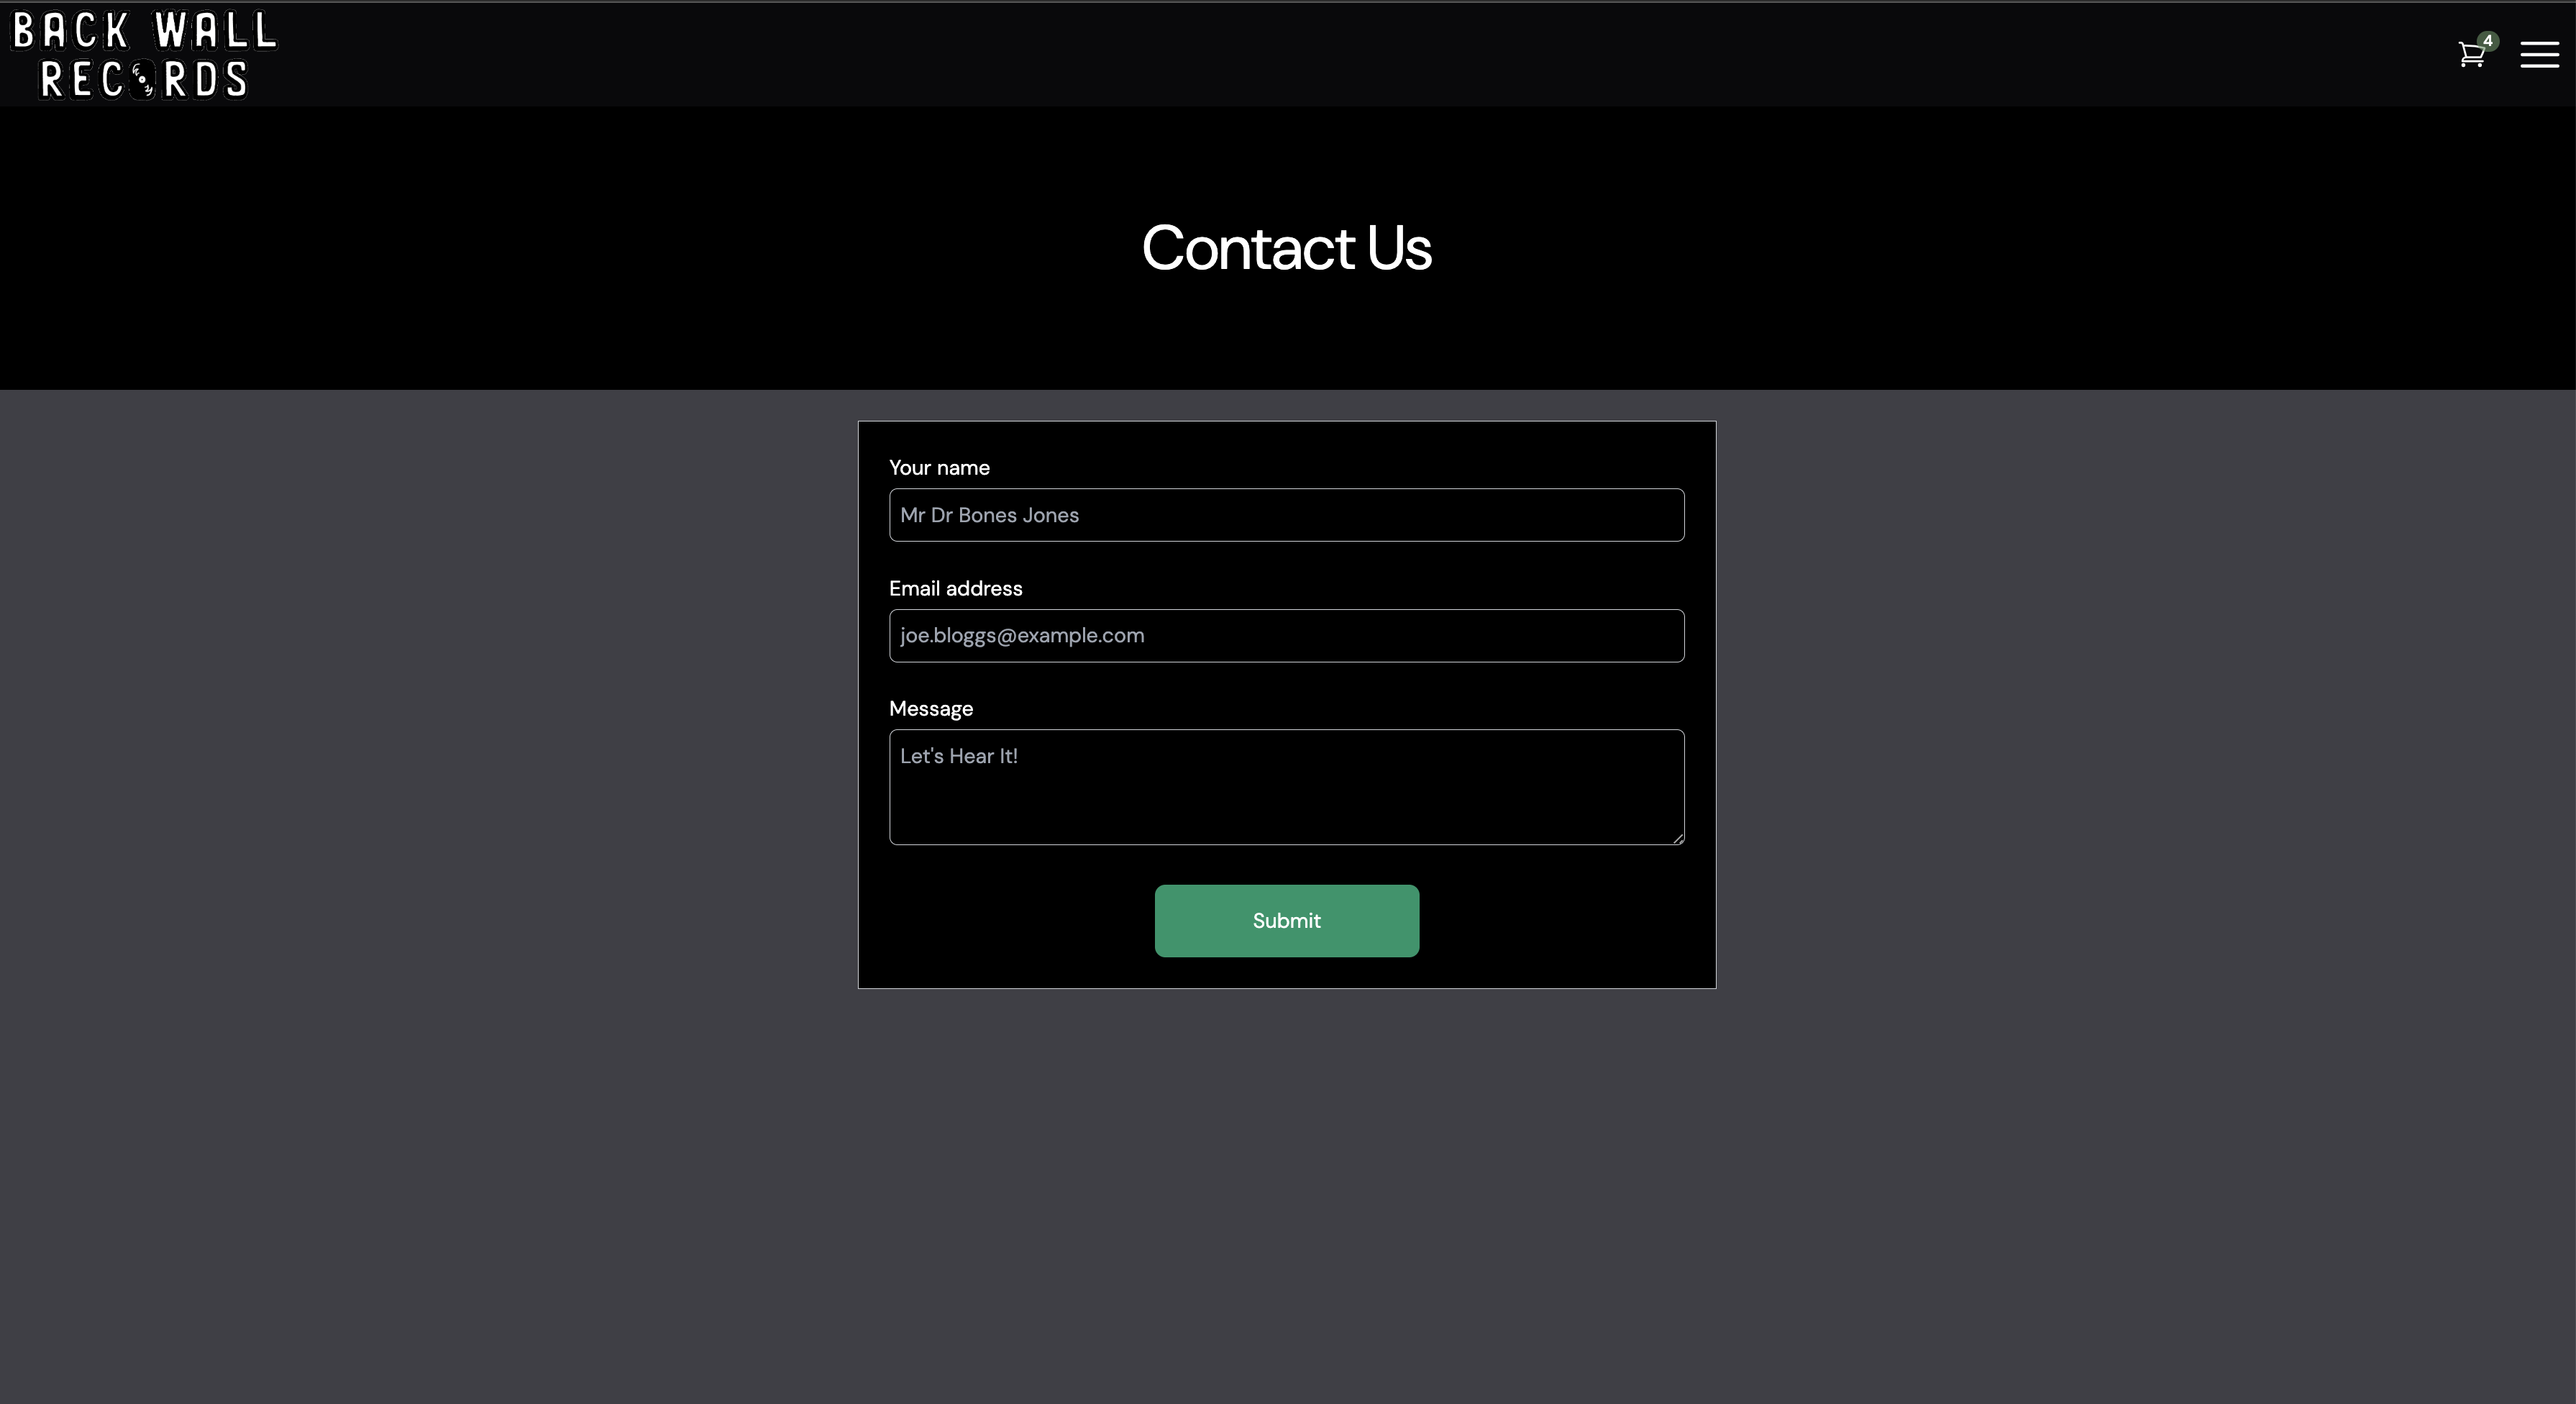 BACK WALL
RECORDS
4
Contact Us
Your name
Mr Dr Bones Jones
Email address
joe.bloggs@example.com
Message
Let's Hear It!
Submit